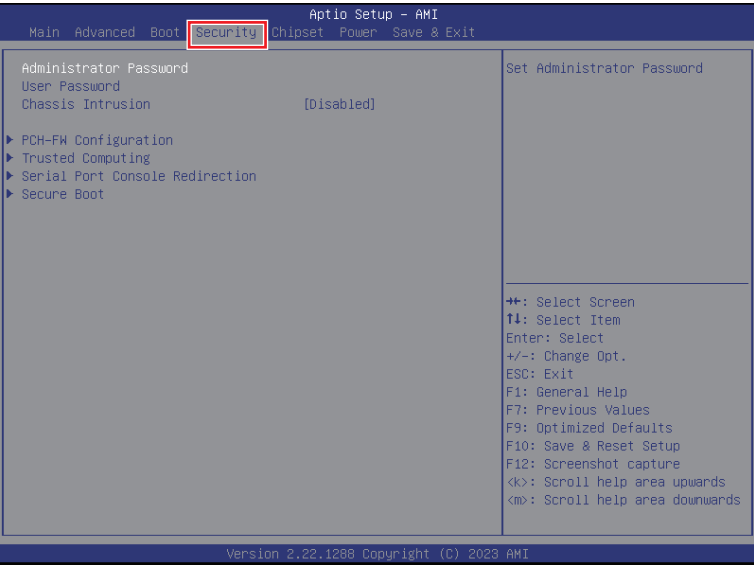 Aptio Setup – AMI
Main Advanced Boot Security Chipset Power Save & Exit
Administrator Password
User Password
Chassis Intrusion [Disabled]
PCH-FW Configuration
Trusted Computing
Serial Port Console Redirection
Secure Boot
Set Administrator Password
→←: Select Screen
↑↓: Select Item
Enter: Select
+/-: Change Opt.
ESC: Exit
F1: General Help
F7: Previous Values
F9: Optimized Defaults
F10: Save & Reset Setup
F12: Screenshot capture
<k>: Scroll help area upwards
<m>: Scroll help area downwards
Version 2.22.1288 Copyright (C) 2023 AMI